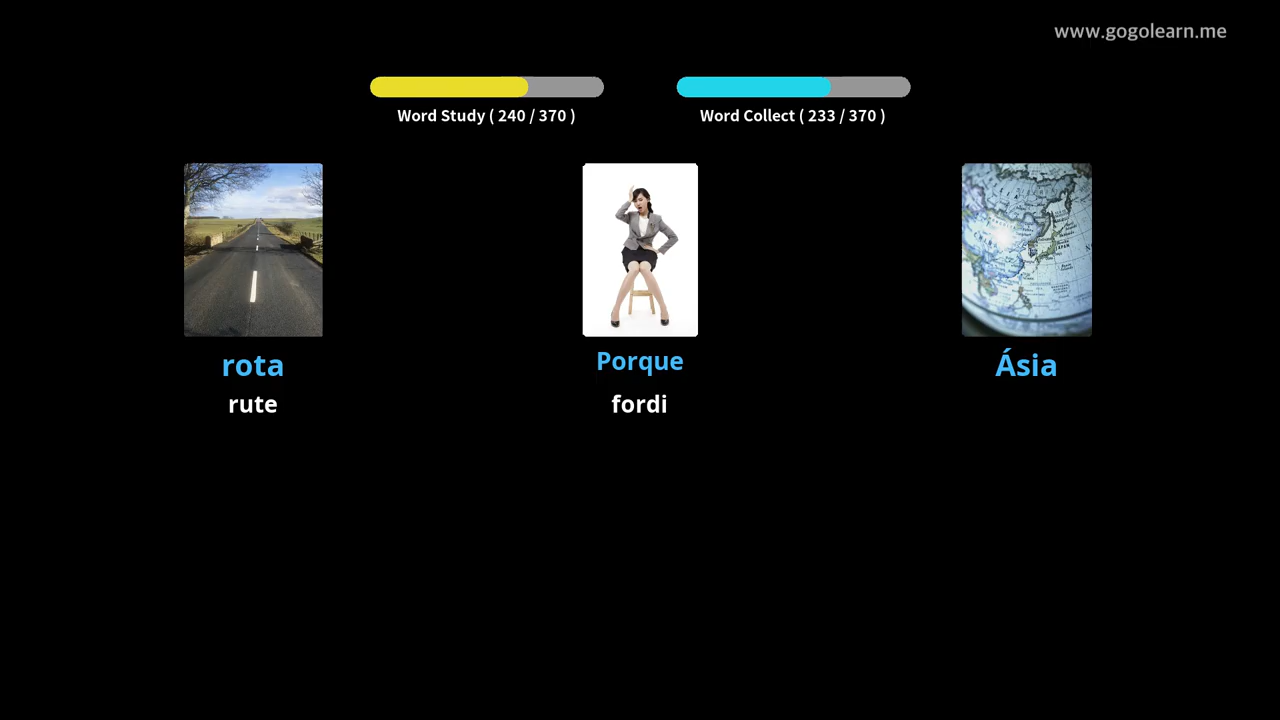 www.gogolearn.me
Word Study ( 240 / 370 )
Word Collect ( 233 / 370 )
rota
Porque
Ásia
rute
fordi